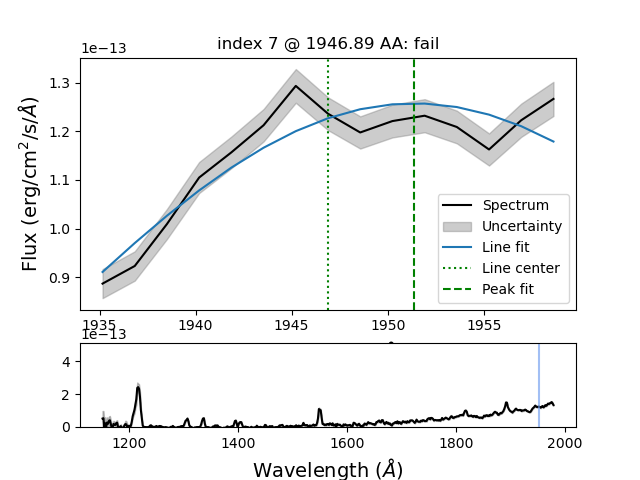 index 7 @ 1946.89 AA: fail
1e−13
1.3
1.2
1.1
1.0
0.9
Flux (erg/cm²/s/Å)
Spectrum
Uncertainty
Line fit
Line center
Peak fit
1935 1940 1945 1950 1955
1e−13
4
2
0
1200 1400 1600 1800 2000
Wavelength (Å)